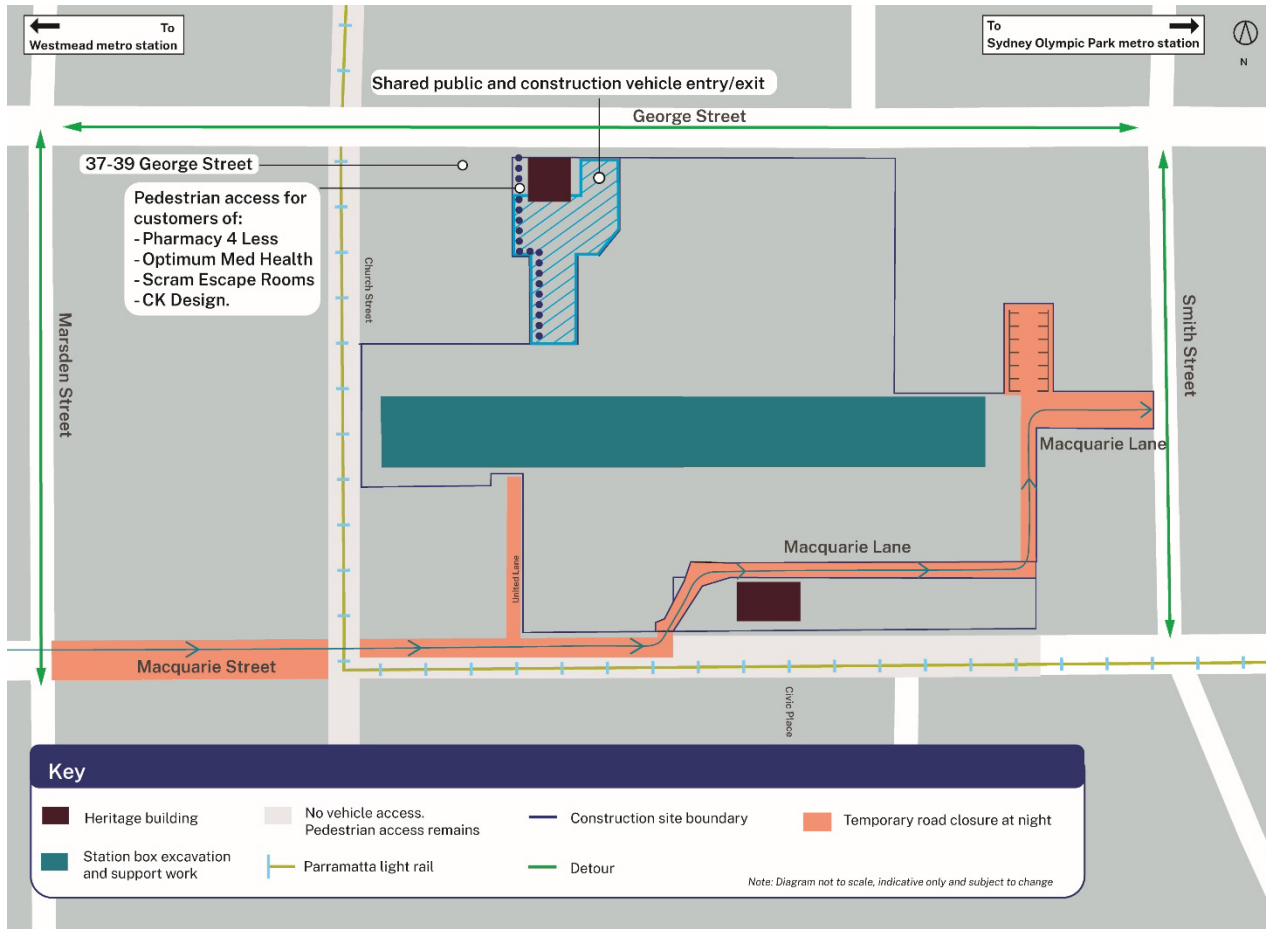 To
Westmead metro station
To
Sydney Olympic Park metro station
N
Shared public and construction vehicle entry/exit
George Street
37-39 George Street
Pedestrian access for
customers of:
- Pharmacy 4 Less
- Optimum Med Health
- Scram Escape Rooms
- CK Design.
Church Street
Marsden Street
Smith Street
Macquarie Lane
Macquarie Lane
United Lane
Macquarie Street
Civic Place
Key
Heritage building
No vehicle access.
Pedestrian access remains
Construction site boundary
Temporary road closure at night
Station box excavation
and support work
Parramatta light rail
Detour
Note: Diagram not to scale, indicative only and subject to change